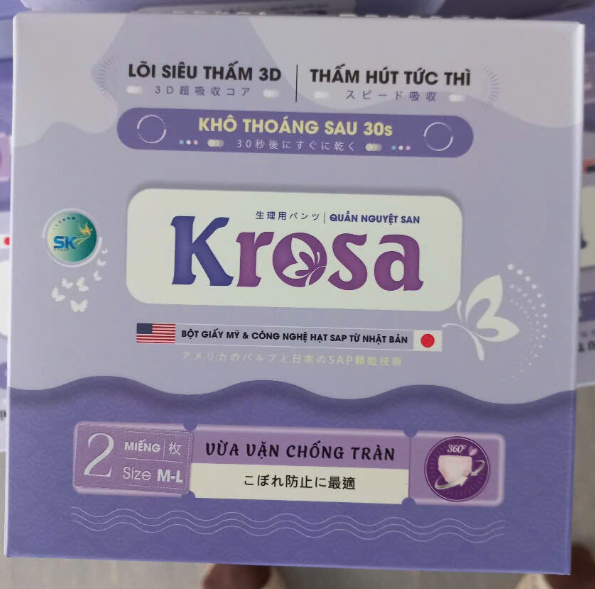 LÕI SIÊU THẤM 3D | THẤM HÚT TỨC THÌ
3D超吸収コア スピード吸収
KHÔ THOÁNG SAU 30s
30秒後にすぐに乾く
生理用パンツ | QUẦN NGUYỆT SAN
Krosa
SK
BỘT GIẤY MỸ & CÔNG NGHỆ HẠT SAP TỪ NHẬT BẢN
アメリカのパルプと日本のSAP顆粒技術
2 MIẾNG | 枚
Size M-L
VỪA VẶN CHỐNG TRÀN
こぼれ防止に最適
360°